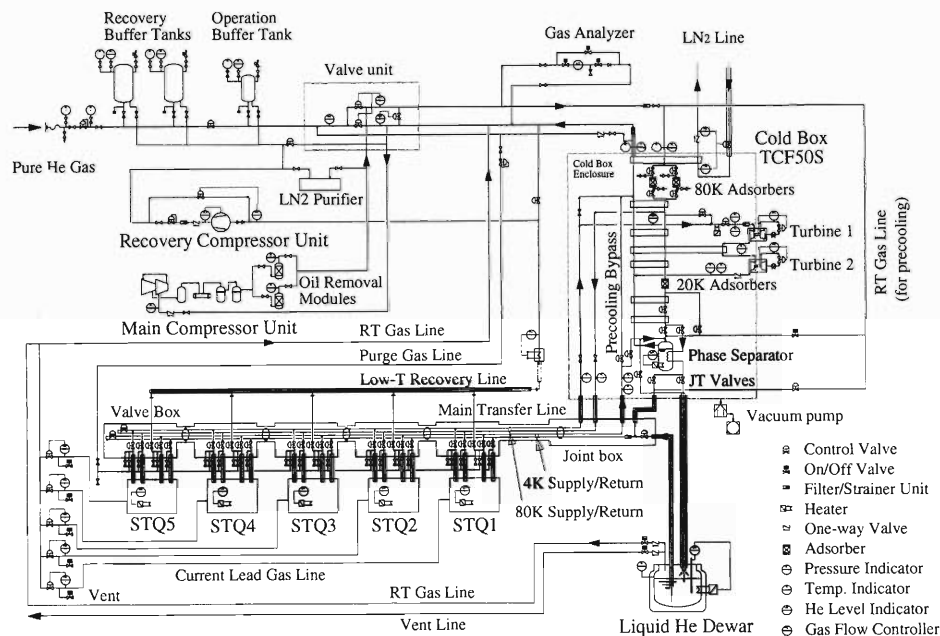 Recovery
Buffer Tanks
Operation
Buffer Tank
Gas Analyzer
LN2 Line
Valve unit
Pure He Gas
LN2 Purifier
Cold Box
Enclosure
Cold Box
TCF50S
80K Adsorbers
Recovery Compressor Unit
Turbine 1
Turbine 2
Oil Removal
Modules
20K Adsorbers
Precooling Bypass
RT Gas Line
(for precooling)
Main Compressor Unit
RT Gas Line
Purge Gas Line
Phase Separator
Low-T Recovery Line
JT Valves
Valve Box
Main Transfer Line
Vacuum pump
Joint box
4K Supply/Return
80K Supply/Return
STQ5
STQ4
STQ3
STQ2
STQ1
Current Lead Gas Line
Vent
RT Gas Line
Vent Line
Liquid He Dewar
Control Valve
On/Off Valve
Filter/Strainer Unit
Heater
One-way Valve
Adsorber
Pressure Indicator
Temp. Indicator
He Level Indicator
Gas Flow Controller